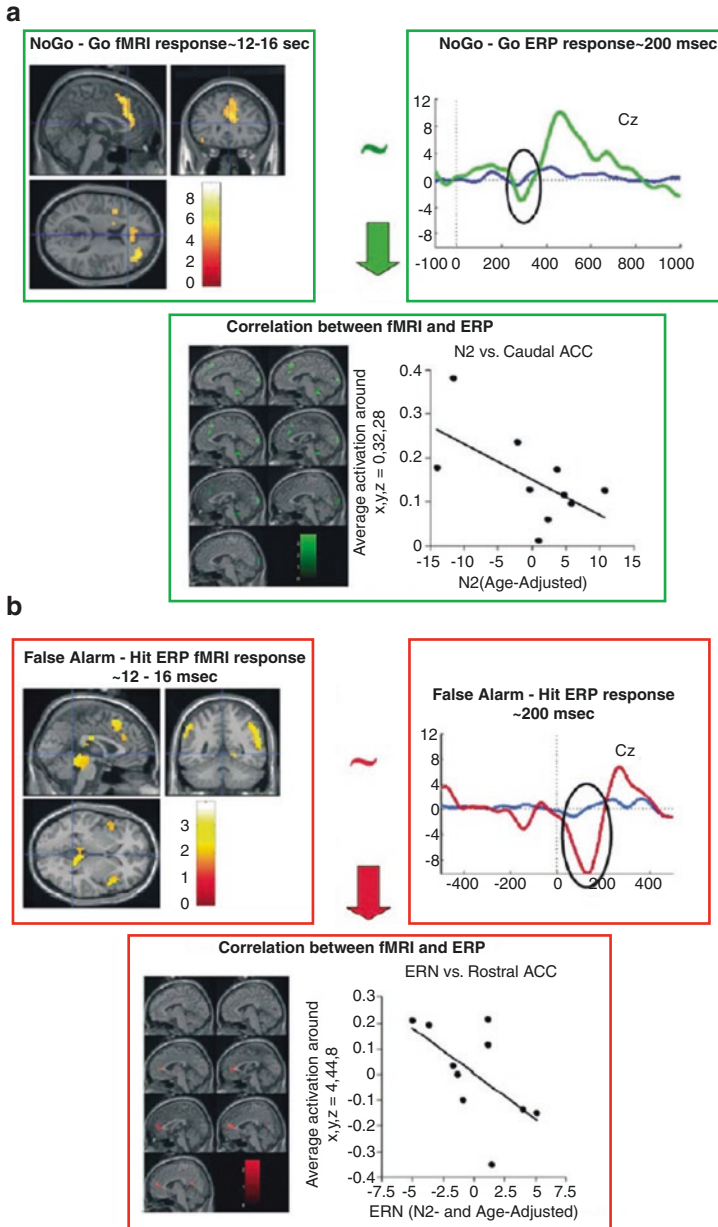 a
NoGo - Go fMRI response~12-16 sec
8
6
4
2
0
~
NoGo - Go ERP response~200 msec
12
8
4
0
-4
-8
Cz
-100 0 200 400 600 800 1000
Correlation between fMRI and ERP
N2 vs. Caudal ACC
Average activation around
x,y,z = 0,32,28
0.4
0.3
0.2
0.1
0
-15 -10 -5 0 5 10 15
N2(Age-Adjusted)
b
False Alarm - Hit ERP fMRI response
~12 - 16 msec
3
2
1
0
~
False Alarm - Hit ERP response
~200 msec
12
8
4
0
-4
-8
Cz
-400 -200 0 200 400
Correlation between fMRI and ERP
ERN vs. Rostral ACC
Average activation around
x,y,z = 4,44,8
0.3
0.2
0.1
0
-0.1
-0.2
-0.3
-0.4
-7.5 -5 -2.5 0 2.5 5 7.5
ERN (N2- and Age-Adjusted)